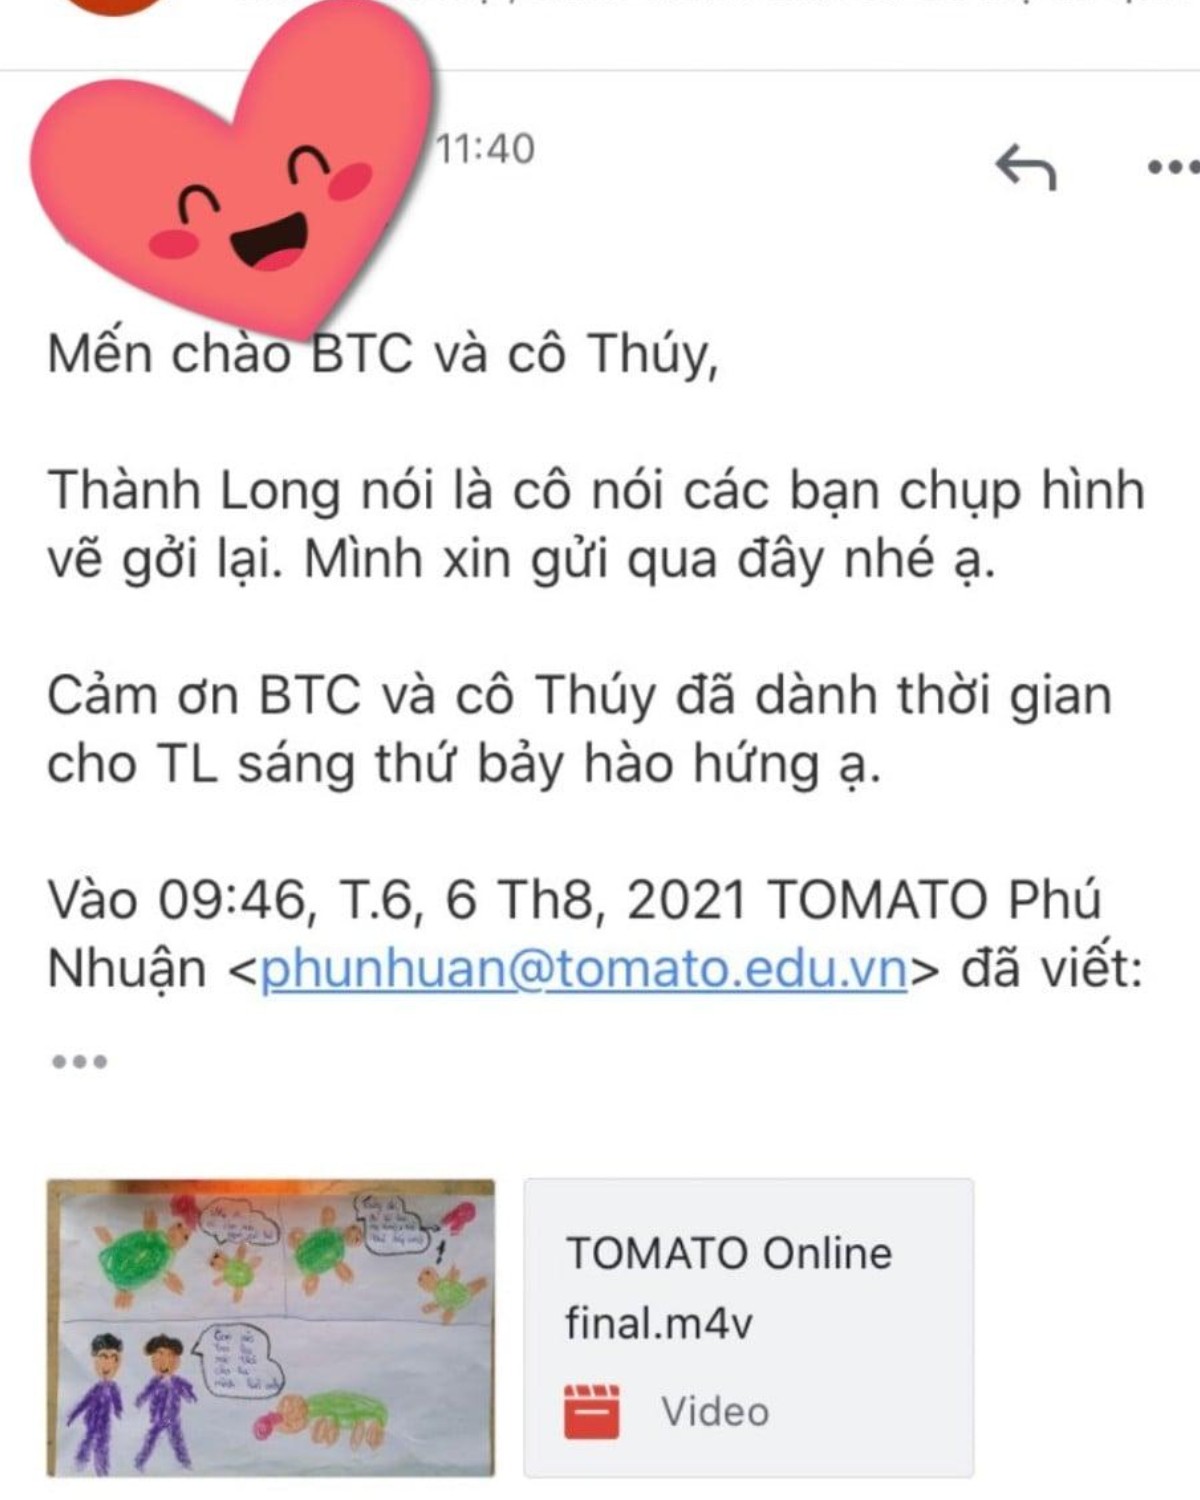 11:40
Mến chào BTC và cô Thúy,
Thành Long nói là cô nói các bạn chụp hình
vẽ gởi lại. Mình xin gửi qua đây nhé ạ.
Cảm ơn BTC và cô Thúy đã dành thời gian
cho TL sáng thứ bảy hào hứng ạ.
Vào 09:46, T.6, 6 Th8, 2021 TOMATO Phú
Nhuận <phunhuan@tomato.edu.vn> đã viết:
TOMATO Online
final.m4v
Video